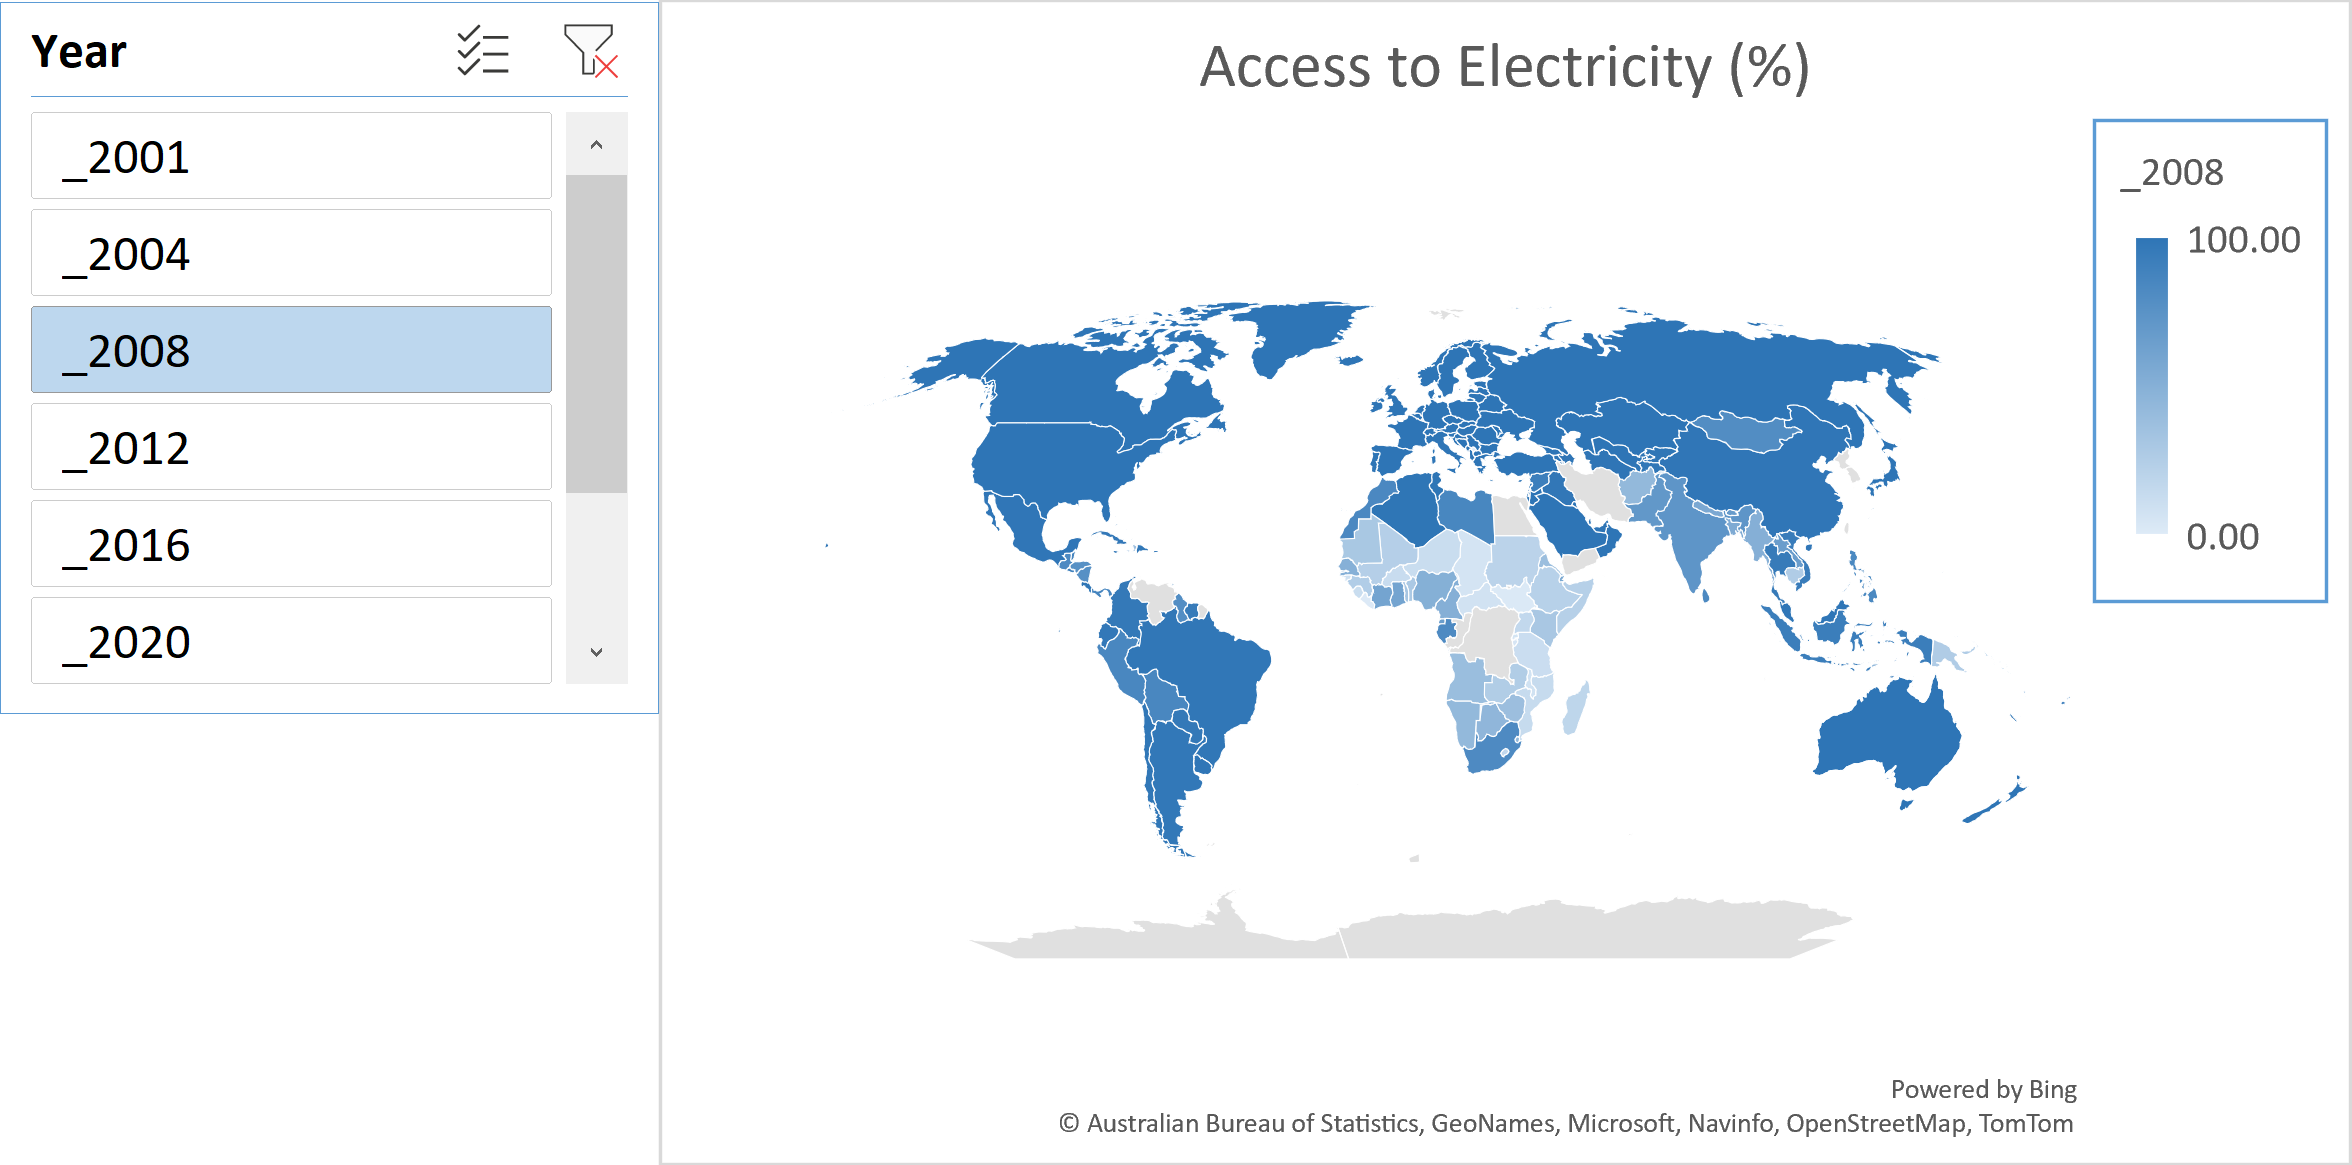 Year
_2001
_2004
_2008
_2012
_2016
_2020
Access to Electricity (%)
_2008
100.00
0.00
Powered by Bing
© Australian Bureau of Statistics, GeoNames, Microsoft, Navinfo, OpenStreetMap, TomTom